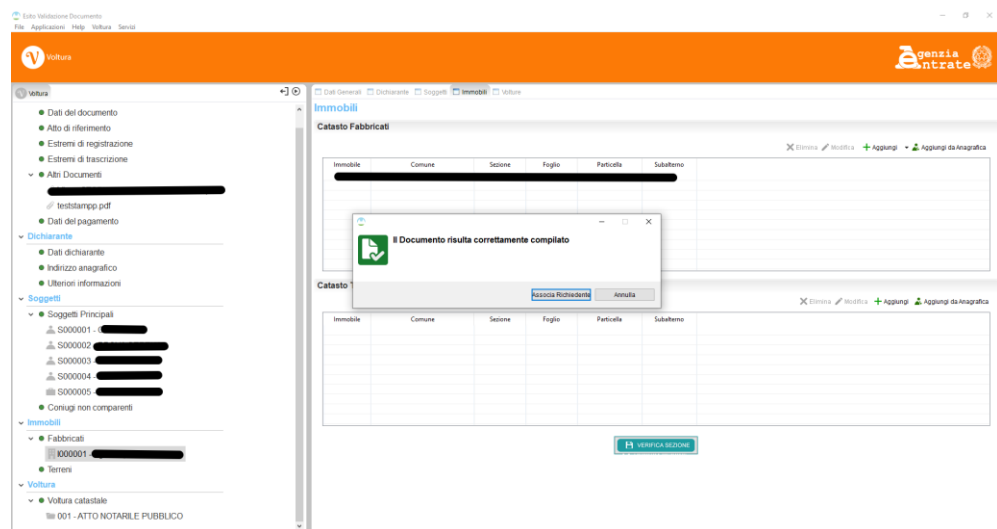 Esito Validazione Documento
File Applicazioni Help Voltura Servizi
V Voltura
Agenzia
Entrate
V Voltura
Dati Generali Dichiarante Soggetti Immobili Volture
Dati del documento
Atto di riferimento
Estremi di registrazione
Estremi di trascrizione
Altri Documenti
teststampp.pdf
Dati del pagamento
Dichiarante
Dati dichiarante
Indirizzo anagrafico
Ulteriori informazioni
Soggetti
Soggetti Principali
S000001 -
S000002
S000003
S000004 -
S000005
Coniugi non comparenti
Immobili
Fabbricati
I000001 -
Terreni
Voltura
Voltura catastale
001 - ATTO NOTARILE PUBBLICO
Immobili
Catasto Fabbricati
Elimina Modifica Aggiungi Aggiungi da Anagrafica
Immobile Comune Sezione Foglio Particella Subalterno
Il Documento risulta correttamente compilato
Associa Richiedente Annulla
Catasto
Elimina Modifica Aggiungi Aggiungi da Anagrafica
Immobile Comune Sezione Foglio Particella Subalterno
VERIFICA SEZIONE